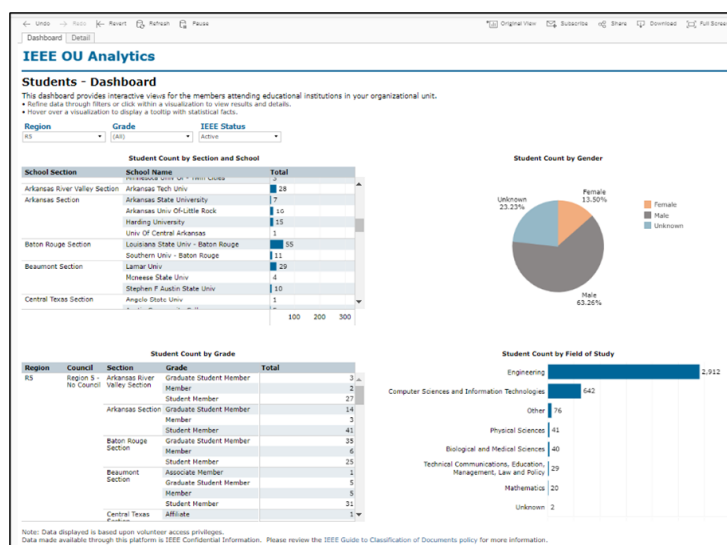 Undo Redo Revert Refresh Pause Original View Subscribe Share Download Full Scree
Dashboard Detail
IEEE OU Analytics
Students - Dashboard
This dashboard provides interactive views for the members attending educational institutions in your organizational unit.
• Refine data through filters or click within a visualization to view results and details.
• Hover over a visualization to display a tooltip with statistical facts.
Region Grade IEEE Status
R5 (All) Active
Student Count by Section and School
School Section School Name Total
Arkansas River Valley Section Arkansas Tech Univ 28
Arkansas Section Arkansas State University 7
Arkansas Univ Of-Little Rock 16
Harding University 15
Univ Of Central Arkansas 1
Baton Rouge Section Louisiana State Univ - Baton Rouge 55
Southern Univ - Baton Rouge 11
Beaumont Section Lamar Univ 29
Mcneese State Univ 4
Stephen F Austin State Univ 10
Central Texas Section Angelo State Univ 1
100 200 300
Student Count by Gender
Unknown
23.23%
Female
13.50%
Male
63.26%
Female
Male
Unknown
Student Count by Grade
Region Council Section Grade Total
R5 Region 5 - No Council Arkansas River Valley Section Graduate Student Member 3
Member 2
Student Member 27
Arkansas Section Graduate Student Member 14
Member 3
Student Member 41
Baton Rouge Section Graduate Student Member 35
Member 6
Student Member 25
Beaumont Section Associate Member 1
Graduate Student Member 5
Member 5
Student Member 31
Central Texas Affiliate 1
Student Count by Field of Study
Engineering 2,912
Computer Sciences and Information Technologies 642
Other 76
Physical Sciences 41
Biological and Medical Sciences 40
Technical Communications, Education,
Management, Law and Policy 29
Mathematics 20
Unknown 2
Note: Data displayed is based upon volunteer access privileges.
Data made available through this platform is IEEE Confidential Information. Please review the IEEE Guide to Classification of Documents policy for more information.